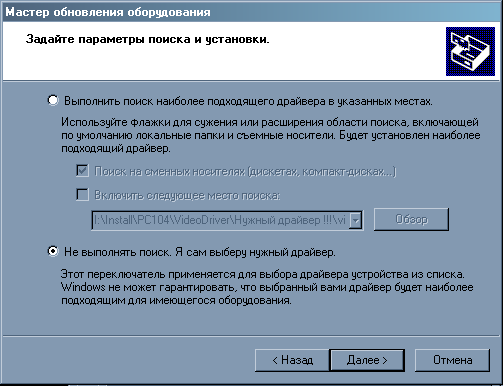 Мастер обновления оборудования
Задайте параметры поиска и установки.
Выполнить поиск наиболее подходящего драйвера в указанных местах.
Используйте флажки для сужения или расширения области поиска, включающей
по умолчанию локальные папки и съемные носители. Будет установлен наиболее
подходящий драйвер.
Поиск на сменных носителях (дискетах, компакт-дисках...)
Включить следующее место поиска:
I:\Install\PC104\VideoDriver\Нужный драйвер !!!\vi
Обзор
Не выполнять поиск. Я сам выберу нужный драйвер.
Этот переключатель применяется для выбора драйвера устройства из списка.
Windows не может гарантировать, что выбранный вами драйвер будет наиболее
подходящим для имеющегося оборудования.
< Назад
Далее >
Отмена